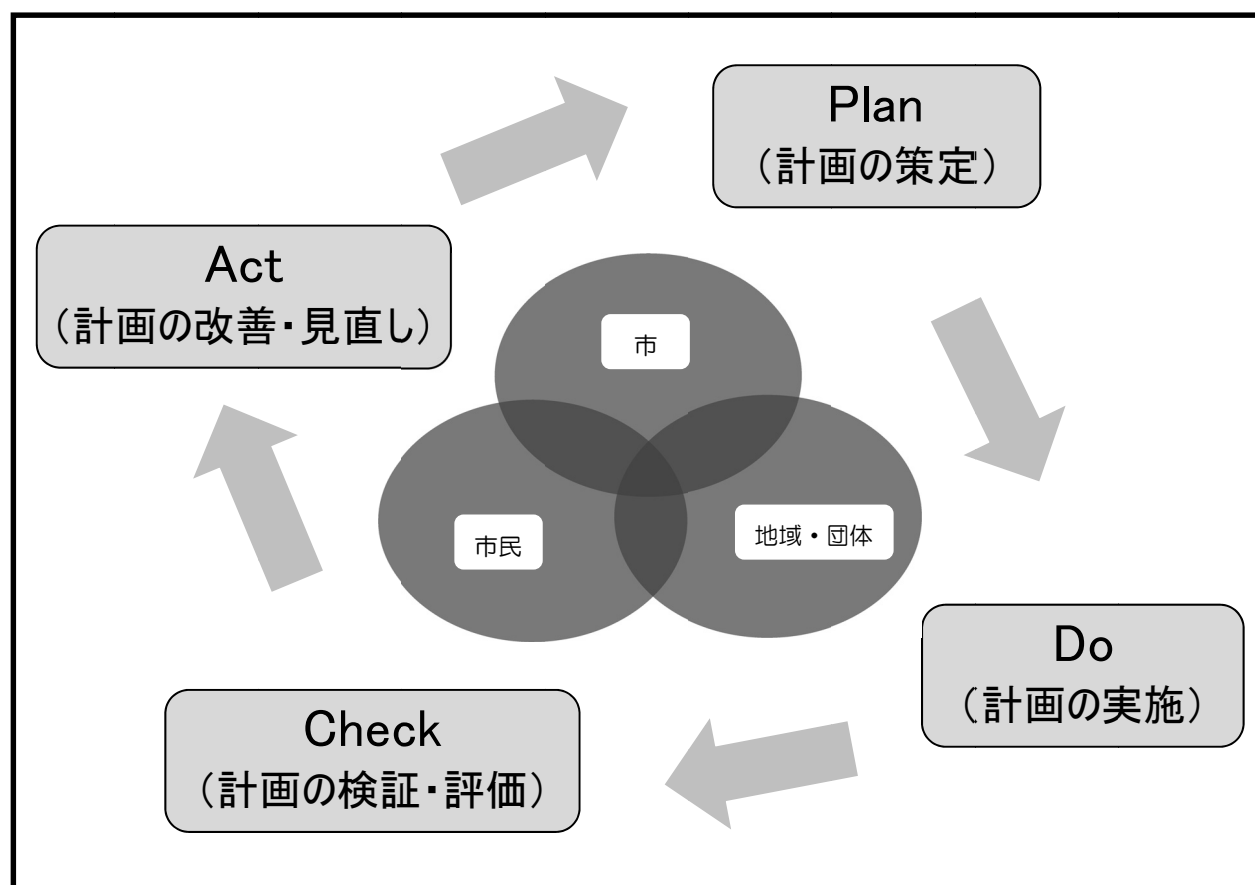 Plan
（計画の策定）
Act
（計画の改善・見直し）
市
市民
地域・団体
Do
（計画の実施）
Check
（計画の検証・評価）